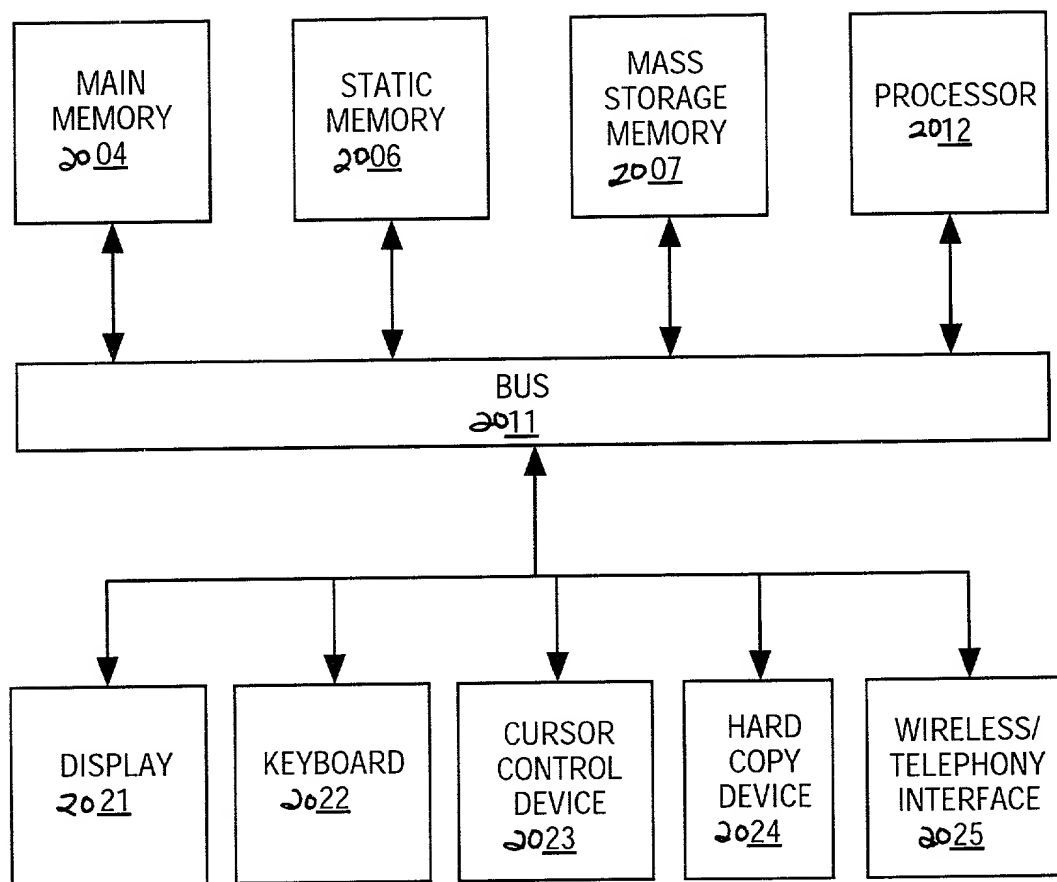 MAIN
MEMORY
2004
STATIC
MEMORY
2006
MASS
STORAGE
MEMORY
2007
PROCESSOR
2012
BUS
2011
DISPLAY
2021
KEYBOARD
2022
CURSOR
CONTROL
DEVICE
2023
HARD
COPY
DEVICE
2024
WIRELESS/
TELEPHONY
INTERFACE
2025